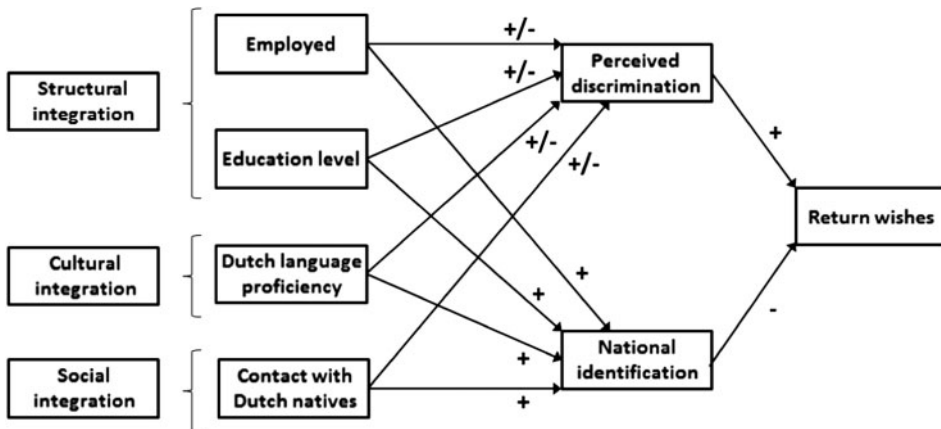 Structural
integration
Cultural
integration
Social
integration
Employed
Education level
Dutch language
proficiency
Contact with
Dutch natives
+/-
+/-
+/-
+/-
+
+
+
+
Perceived
discrimination
National
identification
+
-
Return wishes